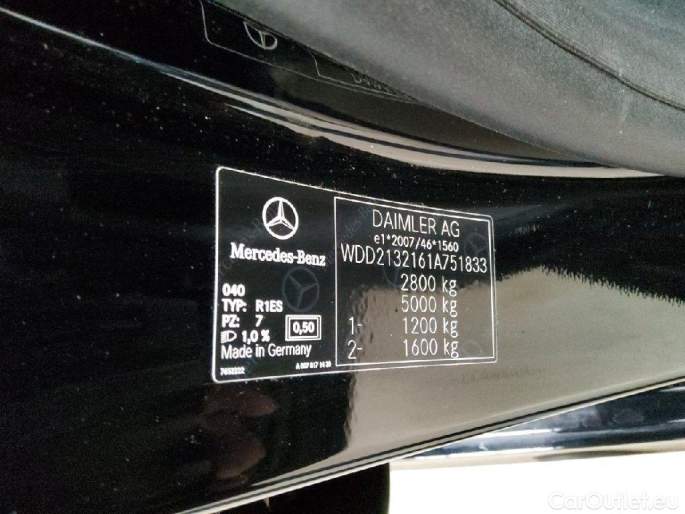 Mercedes-Benz
040
TYP: R1ES
PZ: 7
0,50
1,0 %
Made in Germany
7653222
DAIMLER AG
e1*2007/46*1560
WDD2132161A751833
2800 kg
5000 kg
1- 1200 kg
2- 1600 kg
CarOutlet.eu